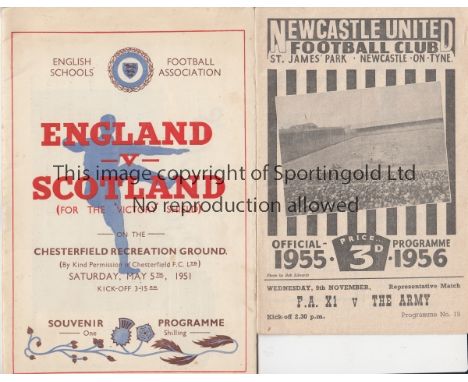 ENGLISH SCHOOLS
FOOTBALL ASSOCIATION
ENGLAND
V
SCOTLAND
(FOR THE VICTORY SHIELD)
ON THE
CHESTERFIELD RECREATION GROUND.
(By Kind Permission of Chesterfield F.C. LTD)
SATURDAY, MAY 5TH, 1951
KICK-OFF 3-15 P.M.
SOUVENIR PROGRAMME
One Shilling
NEWCASTLE UNITED
FOOTBALL CLUB
ST. JAMES' PARK · NEWCASTLE-ON-TYNE.
OFFICIAL PRICE PROGRAMME
1955 3D 1956
WEDNESDAY, 9th NOVEMBER, Representative Match
F.A. X1 v THE ARMY
Kick-off 2.30 p.m. Programme No. 18
This image copyright of Sportingold Ltd
No reproduction allowed